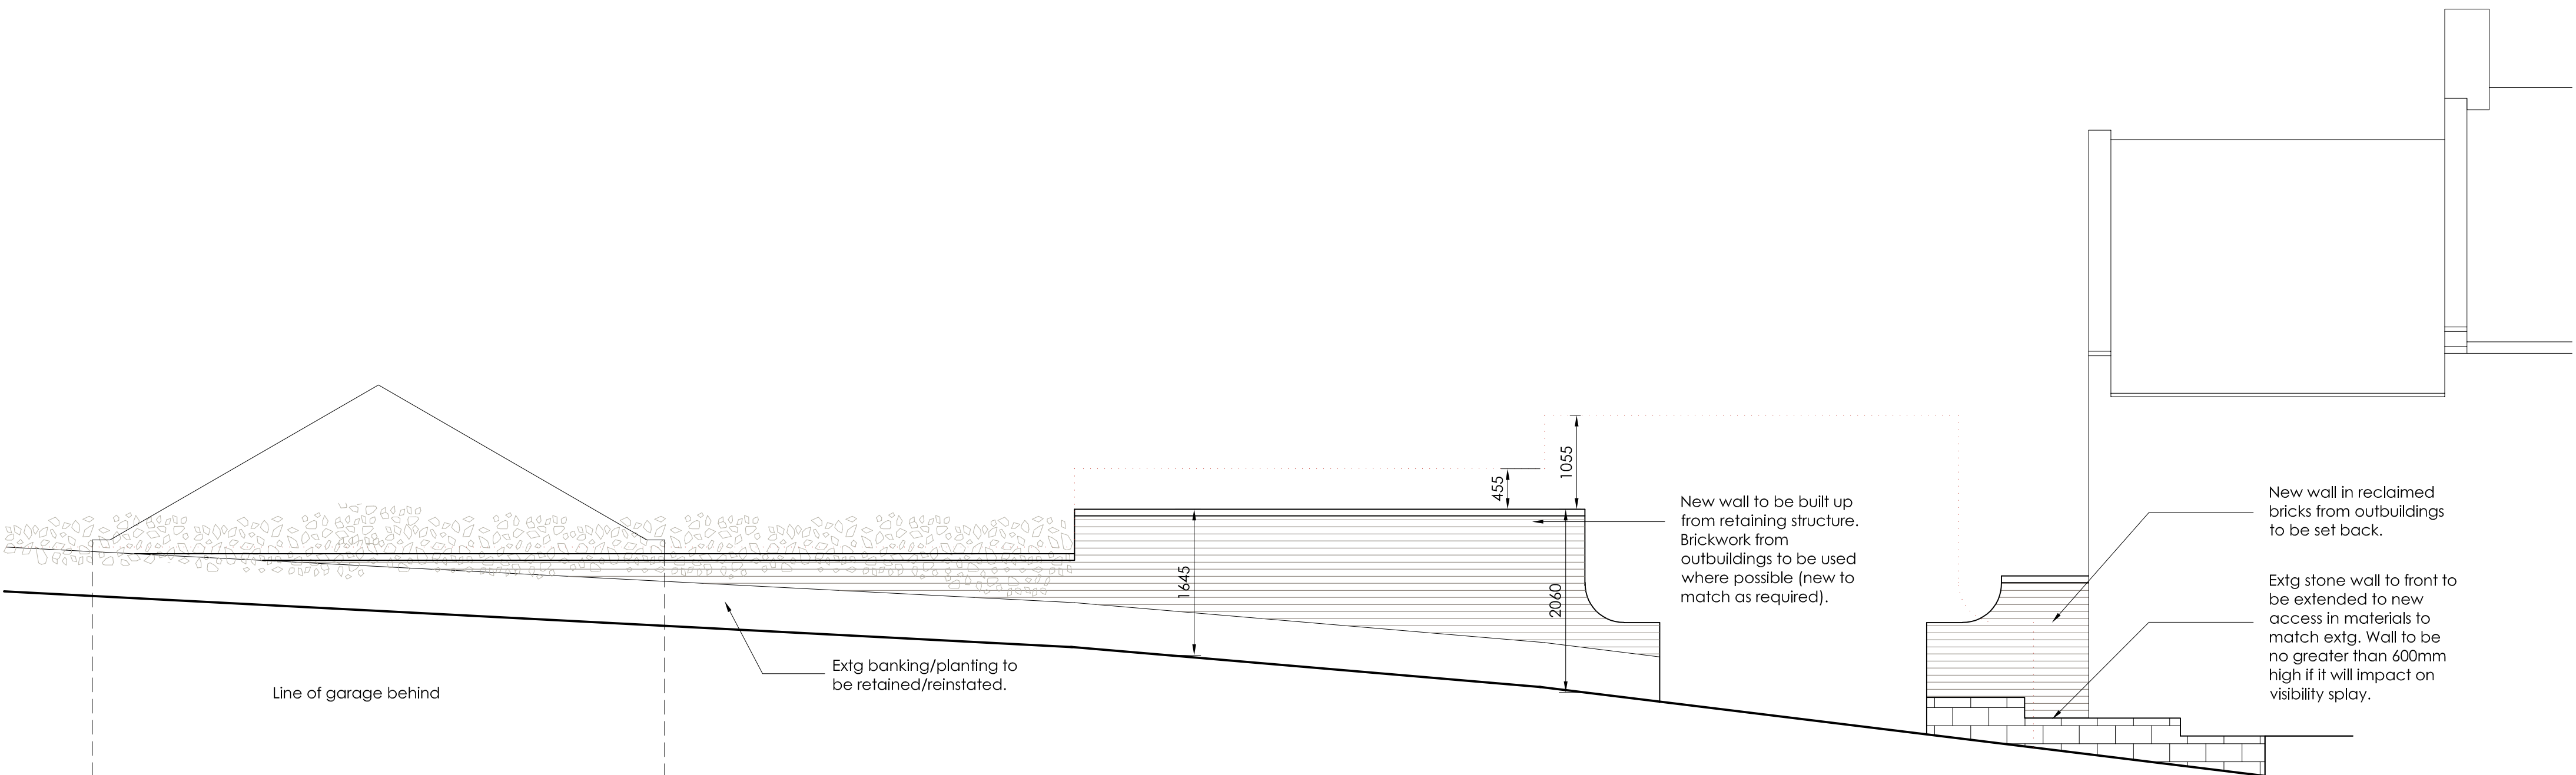 Line of garage behind
Extg banking/planting to
be retained/reinstated.
1645
455
1055
2060
New wall to be built up
from retaining structure.
Brickwork from
outbuildings to be used
where possible (new to
match as required).
New wall in reclaimed
bricks from outbuildings
to be set back.
Extg stone wall to front to
be extended to new
access in materials to
match extg. Wall to be
no greater than 600mm
high if it will impact on
visibility splay.